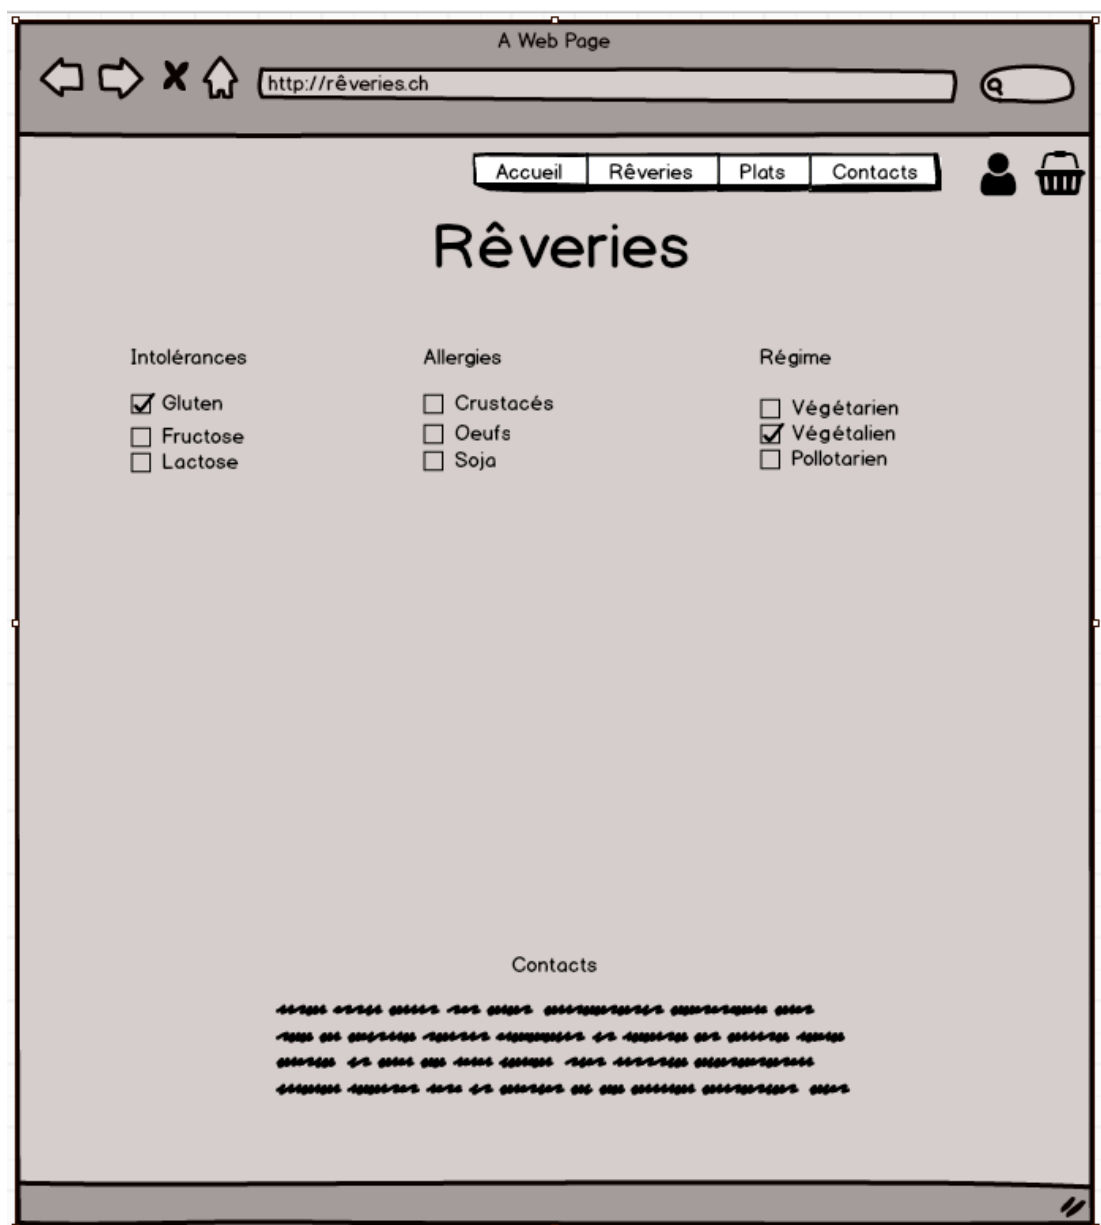 A Web Page
http://rêveries.ch
Accueil Rêveries Plats Contacts
Rêveries
Intolérances Allergies Régime
Gluten Crustacés Végétarien
Fructose Oeufs Végétalien
Lactose Soja Pollotarien
Contacts